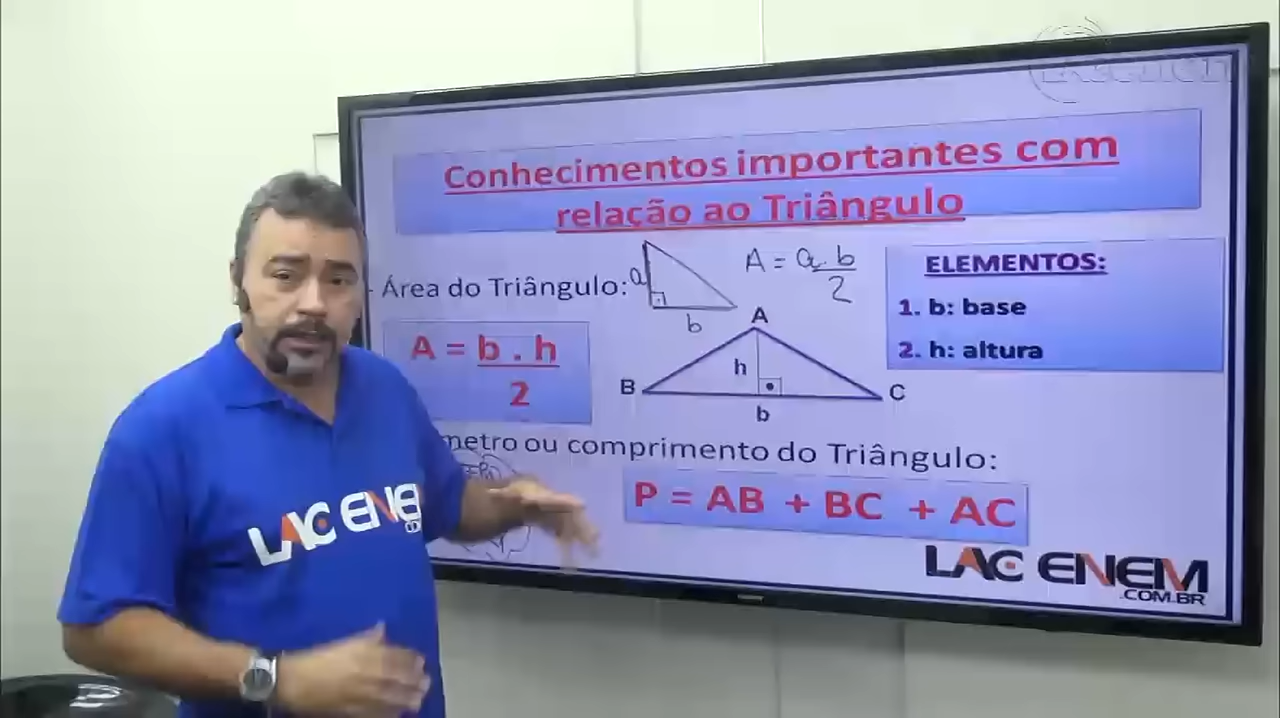 Conhecimentos importantes com
relação ao Triângulo
- Área do Triângulo:
a
b
A = a.b
2
ELEMENTOS:
1. b: base
2. h: altura
A = b . h
2
A
B
h
C
b
metro ou comprimento do Triângulo:
P = AB + BC + AC
LAC ENEM
.COM.BR
LAC ENEM